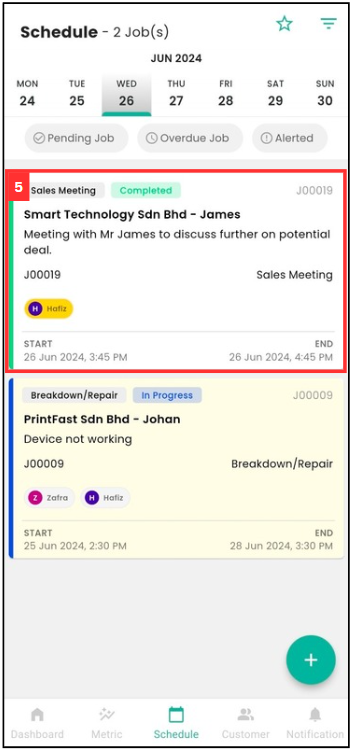 Schedule - 2 Job(s)
JUN 2024
MON TUE WED THU FRI SAT SUN
24 25 26 27 28 29 30
Pending Job Overdue Job Alerted
5 Sales Meeting Completed J00019
Smart Technology Sdn Bhd - James
Meeting with Mr James to discuss further on potential
deal.
J00019 Sales Meeting
H Hafiz
START END
26 Jun 2024, 3:45 PM 26 Jun 2024, 4:45 PM
Breakdown/Repair In Progress J00009
PrintFast Sdn Bhd - Johan
Device not working
J00009 Breakdown/Repair
Z Zafra H Hafiz
START END
25 Jun 2024, 2:30 PM 28 Jun 2024, 3:30 PM
+
Dashboard Metric Schedule Customer Notification